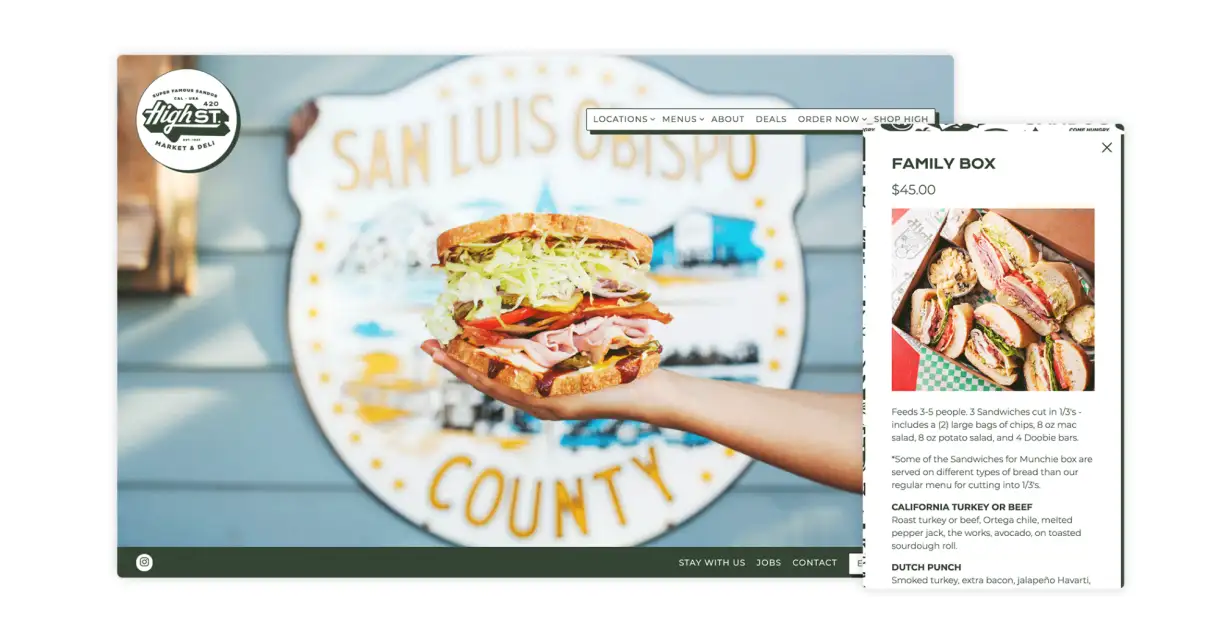 SUPER FAMOUS SANDOS
CAL - USA
420
High ST.
MARKET & DELI
LOCATIONS MENUS ABOUT DEALS ORDER NOW SHOP HIGH
SAN LUIS OBISPO
COUNTY
STAY WITH US JOBS CONTACT
COME HUNGRY
FAMILY BOX
$45.00
Feeds 3-5 people. 3 Sandwiches cut in 1/3's -
includes a (2) large bags of chips, 8 oz mac
salad, 8 oz potato salad, and 4 Doobie bars.
*Some of the Sandwiches for Munchie box are
served on different types of bread than our
regular menu for cutting into 1/3's.
CALIFORNIA TURKEY OR BEEF
Roast turkey or beef, Ortega chile, melted
pepper jack, the works, avocado, on toasted
sourdough roll.
DUTCH PUNCH
Smoked turkey, extra bacon, jalapeño Havarti,